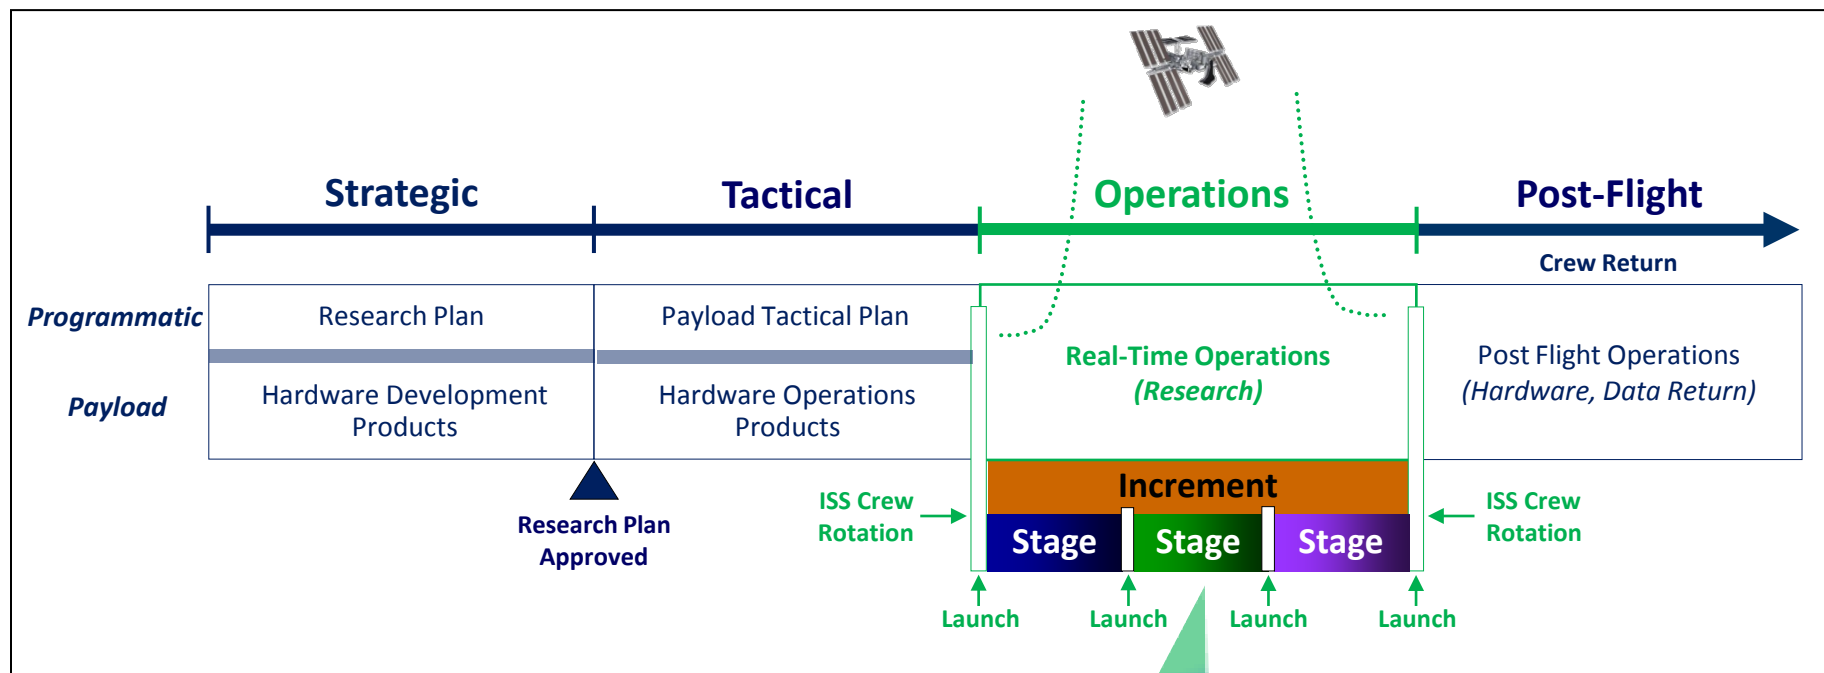 Strategic
Tactical
Operations
Post-Flight
Crew Return
Programmatic
Research Plan
Payload Tactical Plan
Real-Time Operations
(Research)
Post Flight Operations
(Hardware, Data Return)
Payload
Hardware Development
Products
Hardware Operations
Products
Research Plan
Approved
ISS Crew
Rotation
Increment
Stage
Stage
Stage
ISS Crew
Rotation
Launch
Launch
Launch
Launch